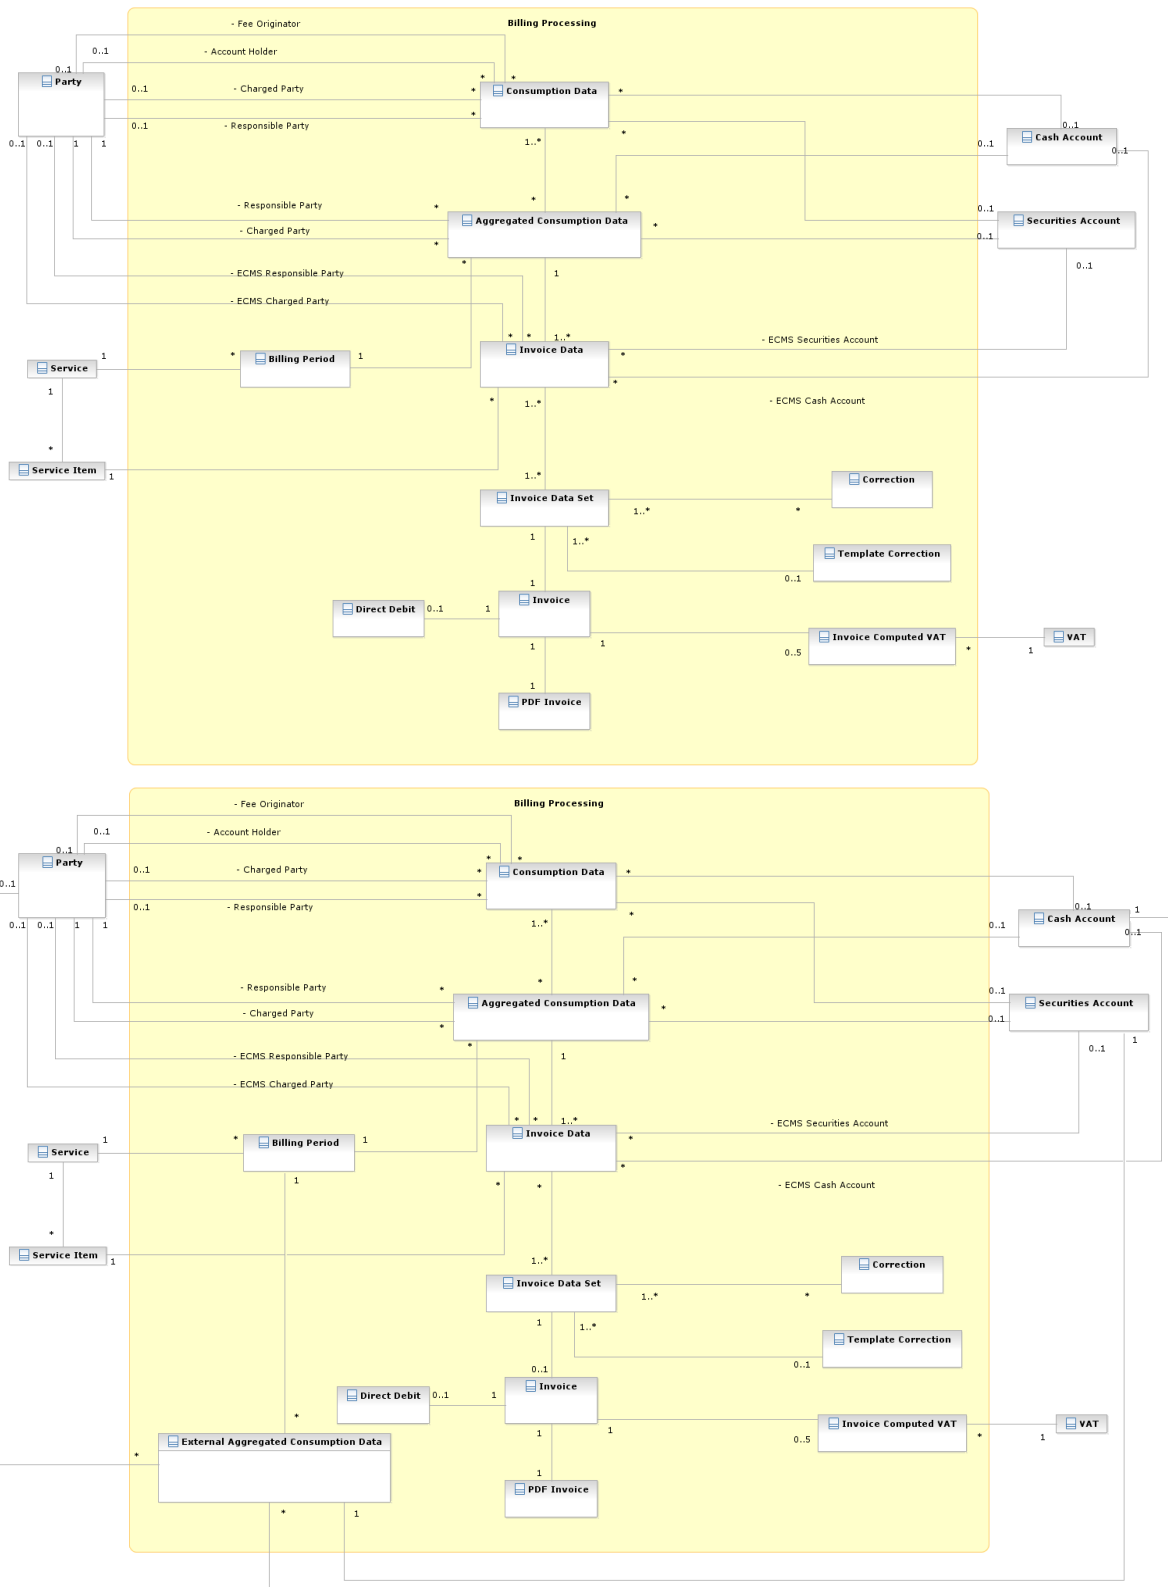 Billing Processing
- Fee Originator
0..1
- Account Holder
0..1
Party
0..1
- Charged Party
*
*
*
Consumption Data
*
0..1
- Responsible Party
*
*
0..1
0..1
1
1
1..*
0..1
Cash Account
0..1
0..1
- Responsible Party
*
*
*
Aggregated Consumption Data
*
0..1
Securities Account
0..1
- Charged Party
*
*
1
0..1
- ECMS Responsible Party
- ECMS Charged Party
*
*
1..*
Invoice Data
*
- ECMS Securities Account
*
- ECMS Cash Account
Service
1
*
Billing Period
1
1
*
Service Item
1
*
1..*
1..*
Invoice Data Set
1..*
*
Correction
1
1..*
0..1
Template Correction
1
Direct Debit
0..1
1
Invoice
1
1
0..5
Invoice Computed VAT
*
1
VAT
1
PDF Invoice
Billing Processing
- Fee Originator
0..1
- Account Holder
0..1
Party
0..1
0..1
- Charged Party
*
*
*
Consumption Data
*
0..1
- Responsible Party
*
*
0..1
0..1
1
1
1..*
0..1
Cash Account
0..1
1
0..1
- Responsible Party
*
*
*
Aggregated Consumption Data
*
0..1
Securities Account
0..1
- Charged Party
*
*
1
0..1
1
- ECMS Responsible Party
- ECMS Charged Party
*
*
1..*
Invoice Data
*
- ECMS Securities Account
*
- ECMS Cash Account
Service
1
*
Billing Period
1
1
1
*
Service Item
1
*
*
1..*
Invoice Data Set
1..*
*
Correction
1
1..*
0..1
Template Correction
0..1
Direct Debit
0..1
1
Invoice
1
1
0..5
Invoice Computed VAT
*
1
VAT
*
*
External Aggregated Consumption Data
1
PDF Invoice
*
1